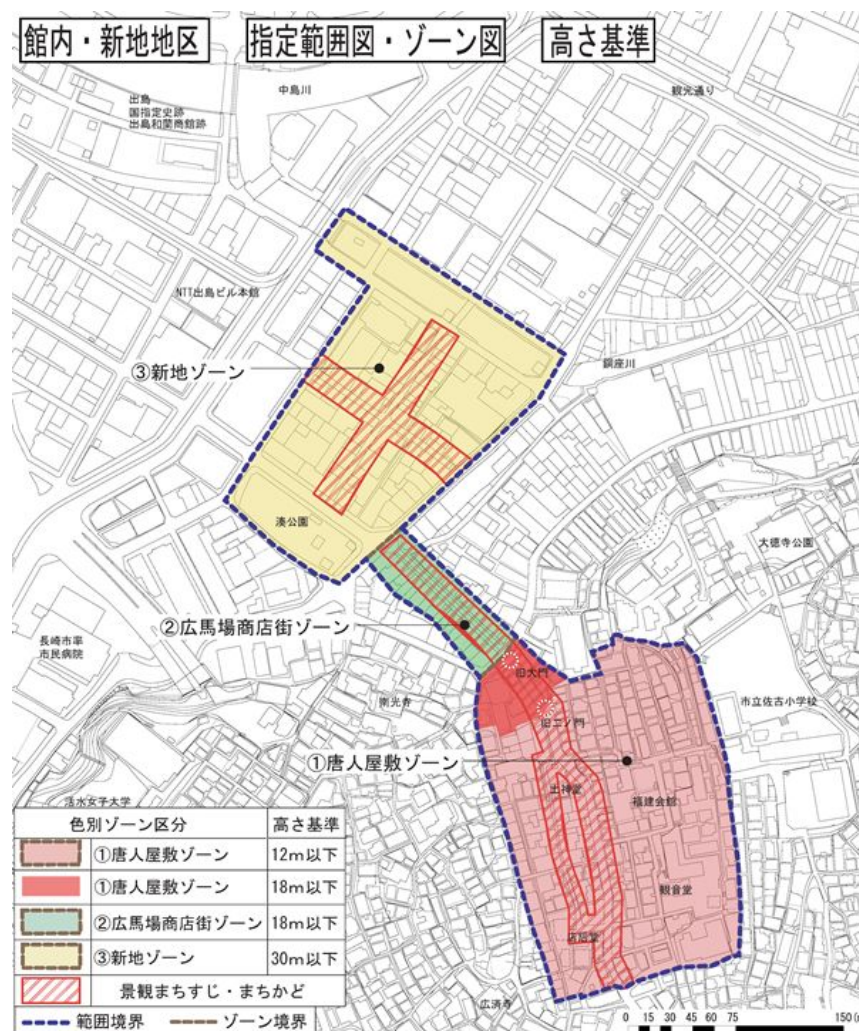 館内・新地地区 指定範囲図・ゾーン図 高さ基準
中島川
観光通り
出島
国指定史跡
出島和蘭商館跡
NTT出島ビル本館
③新地ゾーン
銅座川
湊公園
大徳寺公園
②広馬場商店街ゾーン
長崎市率
市民病院
旧大門
南光寺
旧二ノ門
市立佐古小学校
①唐人屋敷ゾーン
土神堂
福建会館
活水女子大学
観音堂
天后堂
広済寺
色別ゾーン区分 高さ基準
①唐人屋敷ゾーン 12m以下
①唐人屋敷ゾーン 18m以下
②広馬場商店街ゾーン 18m以下
③新地ゾーン 30m以下
景観まちすじ・まちかど
範囲境界 ゾーン境界
0 15 30 45 60 75 150